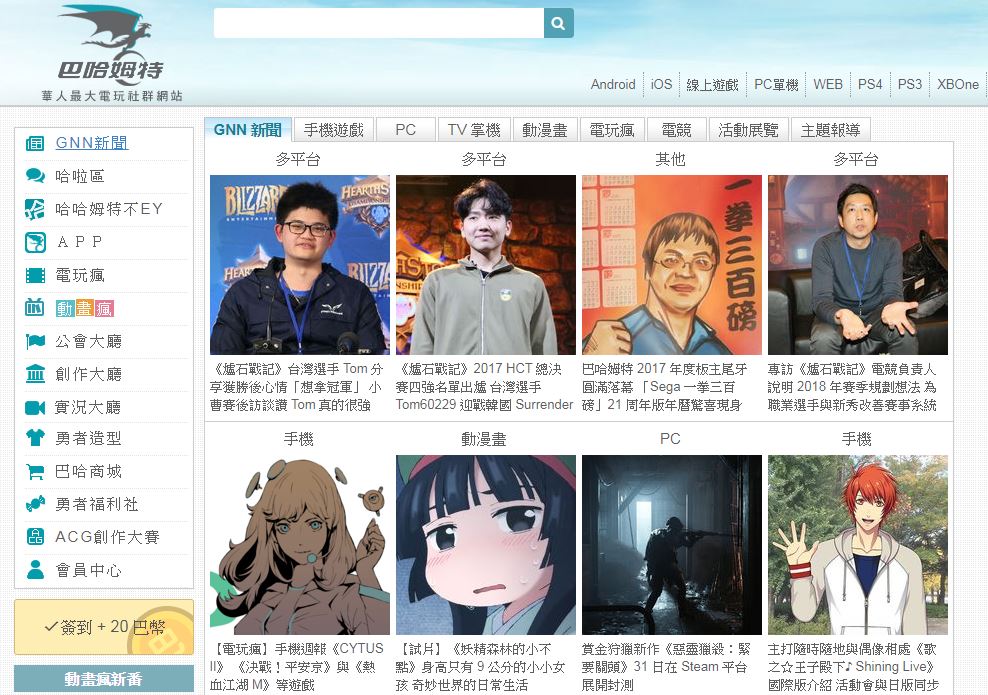 巴哈姆特
華人最大電玩社群網站
Android iOS 線上遊戲 PC單機 WEB PS4 PS3 XBOne
GNN新聞
哈啦區
哈哈姆特不EY
ＡＰＰ
電玩瘋
動畫瘋
公會大廳
創作大廳
實況大廳
勇者造型
巴哈商城
勇者福利社
ACG創作大賽
會員中心
✓簽到 + 20 巴幣
動畫瘋新番
GNN 新聞 手機遊戲 PC TV 掌機 動漫畫 電玩瘋 電競 活動展覽 主題報導
多平台
BLIZZARD
ENTERTAINMENT
HEARTHSTONE
CHAMPIONSHIP
《爐石戰記》台灣選手 Tom 分
享獲勝後心情「想拿冠軍」 小
曹賽後訪談讚 Tom 真的很強
多平台
《爐石戰記》2017 HCT 總決
賽四強名單出爐 台灣選手
Tom60229 迎戰韓國 Surrender
其他
一拳三百磅
巴哈姆特 2017 年度板主尾牙
圓滿落幕 「Sega 一拳三百
磅」21 周年版年曆驚喜現身
多平台
專訪《爐石戰記》電競負責人
說明 2018 年賽季規劃想法 為
職業選手與新秀改善賽事系統
手機
【電玩瘋】手機週報《CYTUS
II》 《決戰！平安京》與《熱
血江湖 M》等遊戲
動漫畫
【試片】《妖精森林的小不
點》身高只有 9 公分的小小女
孩 奇妙世界的日常生活
PC
賞金狩獵新作《惡靈獵殺：緊
要關頭》31 日在 Steam 平台
展開封測
手機
主打隨時隨地與偶像相處《歌
之☆王子殿下♪ Shining Live》
國際版介紹 活動會與日版同步